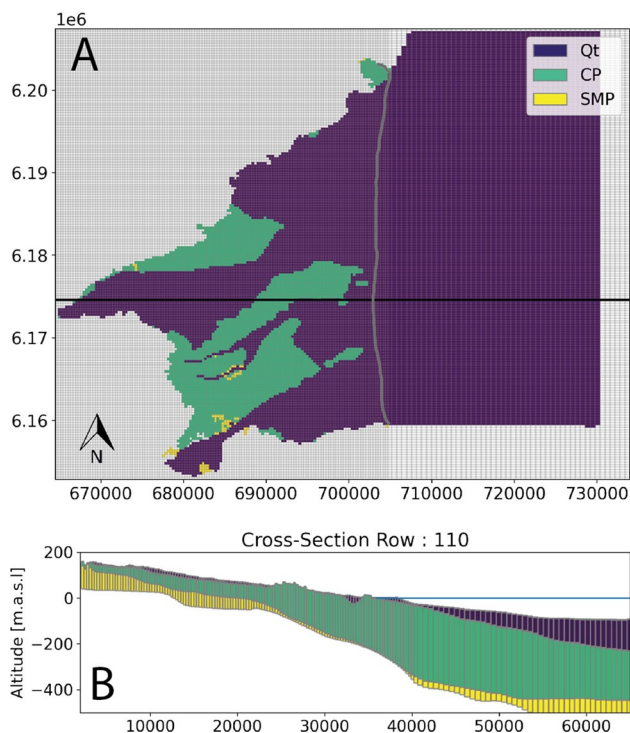 1e6
A
Qt
CP
SMP
6.20
6.19
6.18
6.17
6.16
N
670000 680000 690000 700000 710000 720000 730000
Cross-Section Row : 110
200
0
−200
−400
Altitude [m.a.s.l]
B
10000 20000 30000 40000 50000 60000